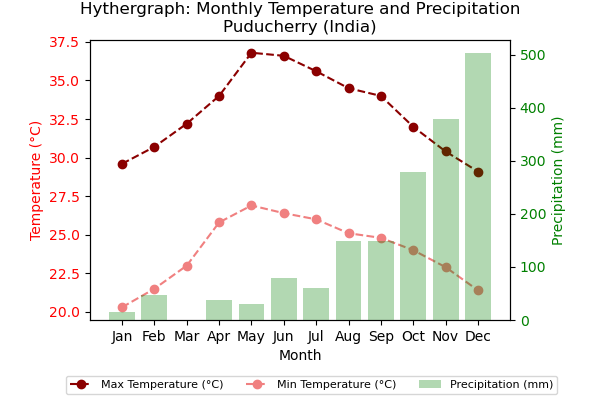 Hythergraph: Monthly Temperature and Precipitation
Puducherry (India)
37.5
35.0
32.5
30.0
27.5
25.0
22.5
20.0
Temperature (°C)
500
400
300
200
100
0
Precipitation (mm)
Jan Feb Mar Apr May Jun Jul Aug Sep Oct Nov Dec
Month
Max Temperature (°C) Min Temperature (°C) Precipitation (mm)